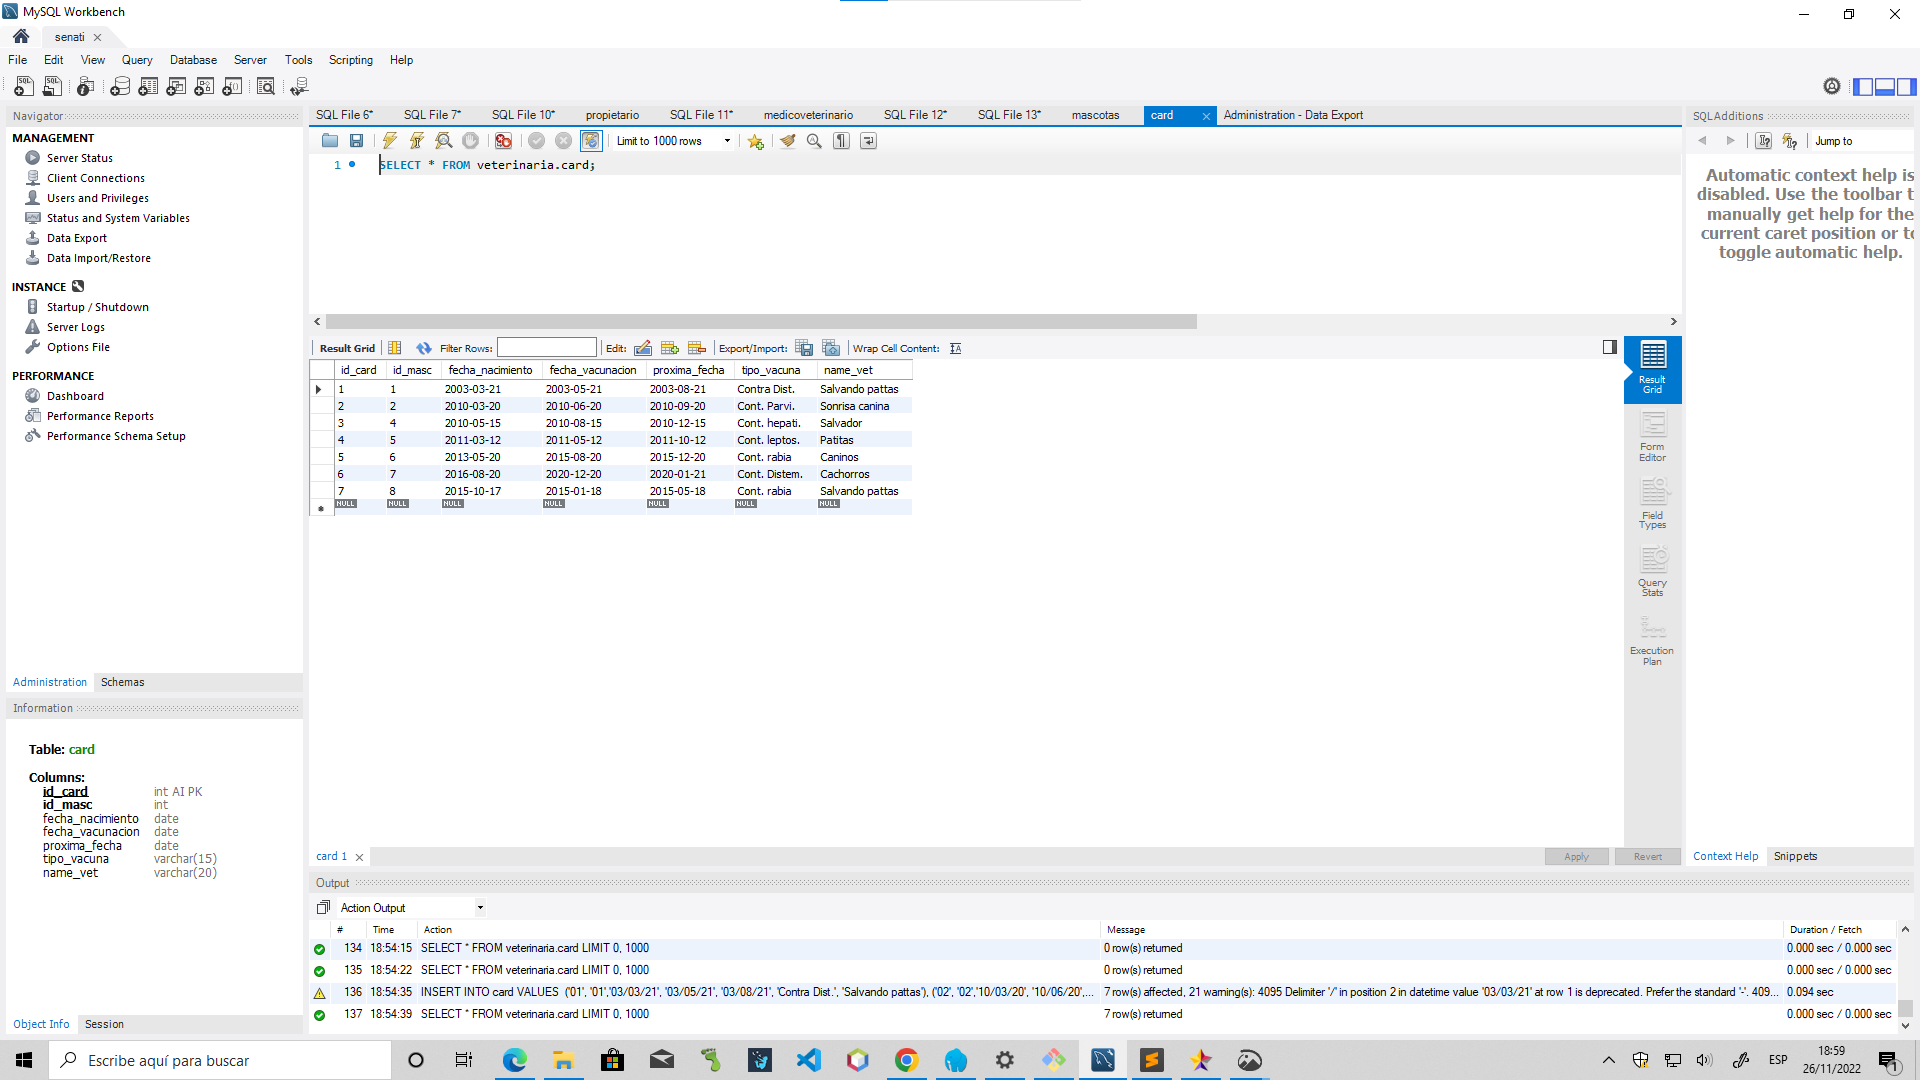 MySQL Workbench
senati
File Edit View Query Database Server Tools Scripting Help
Navigator
MANAGEMENT
Server Status
Client Connections
Users and Privileges
Status and System Variables
Data Export
Data Import/Restore
INSTANCE
Startup / Shutdown
Server Logs
Options File
PERFORMANCE
Dashboard
Performance Reports
Performance Schema Setup
Administration Schemas
Information
Table: card
Columns:
id_card int AI PK
id_masc int
fecha_nacimiento date
fecha_vacunacion date
proxima_fecha date
tipo_vacuna varchar(15)
name_vet varchar(20)
Object Info Session
SQL File 6* SQL File 7* SQL File 10* propietario SQL File 11* medicoveterinario SQL File 12* SQL File 13* mascotas card Administration - Data Export
Limit to 1000 rows
1 SELECT * FROM veterinaria.card;
Result Grid Filter Rows: Edit: Export/Import: Wrap Cell Content:
id_card id_masc fecha_nacimiento fecha_vacunacion proxima_fecha tipo_vacuna name_vet
1 1 2003-03-21 2003-05-21 2003-08-21 Contra Dist. Salvando pattas
2 2 2010-03-20 2010-06-20 2010-09-20 Cont. Parvi. Sonrisa canina
3 4 2010-05-15 2010-08-15 2010-12-15 Cont. hepati. Salvador
4 5 2011-03-12 2011-05-12 2011-10-12 Cont. leptos. Patitas
5 6 2013-05-20 2015-08-20 2015-12-20 Cont. rabia Caninos
6 7 2016-08-20 2020-12-20 2020-01-21 Cont. Distem. Cachorros
7 8 2015-10-17 2015-01-18 2015-05-18 Cont. rabia Salvando pattas
NULL NULL NULL NULL NULL NULL NULL
Result
Grid
Form
Editor
Field
Types
Query
Stats
Execution
Plan
card 1
Apply Revert
SQLAdditions
Jump to
Automatic context help is
disabled. Use the toolbar t
manually get help for the
current caret position or to
toggle automatic help.
Context Help Snippets
Output
Action Output
# Time Action Message Duration / Fetch
134 18:54:15 SELECT * FROM veterinaria.card LIMIT 0, 1000 0 row(s) returned 0.000 sec / 0.000 sec
135 18:54:22 SELECT * FROM veterinaria.card LIMIT 0, 1000 0 row(s) returned 0.000 sec / 0.000 sec
136 18:54:35 INSERT INTO card VALUES ('01', '01','03/03/21', '03/05/21', '03/08/21', 'Contra Dist.', 'Salvando pattas'), ('02', '02','10/03/20', '10/06/20',... 7 row(s) affected, 21 warning(s): 4095 Delimiter '/' in position 2 in datetime value '03/03/21' at row 1 is deprecated. Prefer the standard '-'. 409... 0.094 sec
137 18:54:39 SELECT * FROM veterinaria.card LIMIT 0, 1000 7 row(s) returned 0.000 sec / 0.000 sec
Escribe aquí para buscar
ESP
18:59
26/11/2022
1